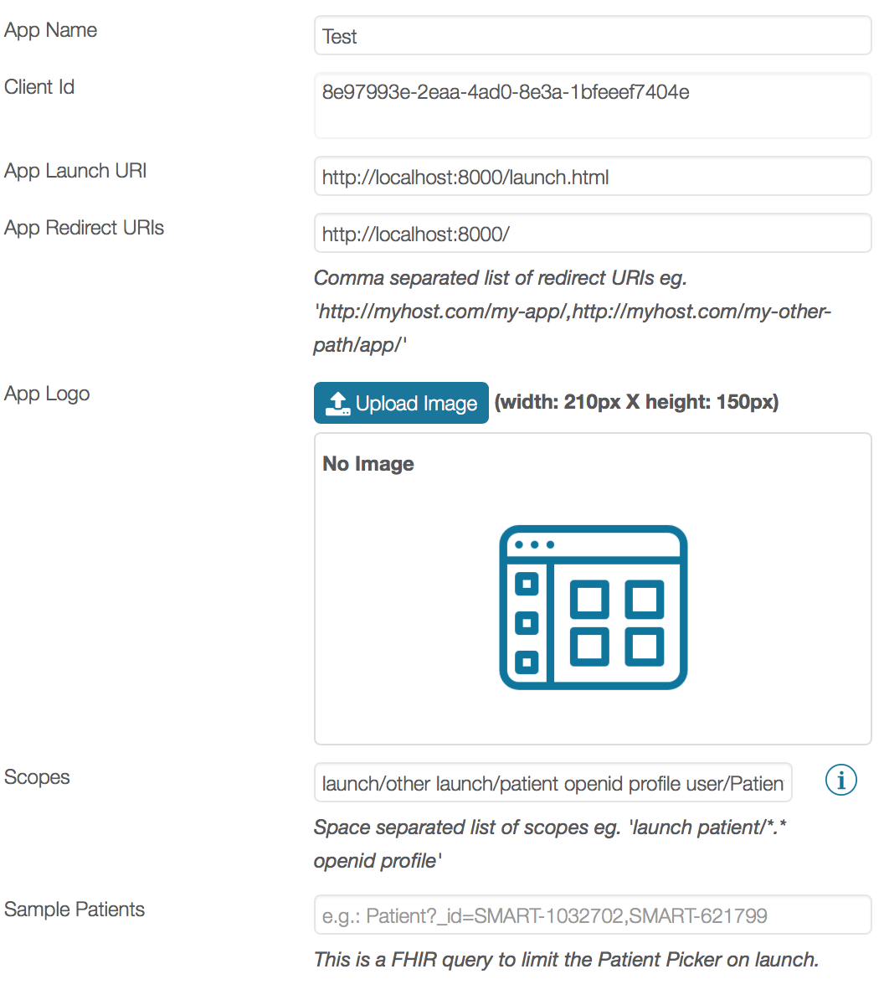 App Name
Test
Client Id
8e97993e-2eaa-4ad0-8e3a-1bfeeef7404e
App Launch URI
http://localhost:8000/launch.html
App Redirect URIs
http://localhost:8000/
Comma separated list of redirect URIs eg.
'http://myhost.com/my-app/,http://myhost.com/my-other-
path/app/'
App Logo
Upload Image (width: 210px X height: 150px)
No Image
Scopes
launch/other launch/patient openid profile user/Patien
i
Space separated list of scopes eg. 'launch patient/*.*
openid profile'
Sample Patients
e.g.: Patient?_id=SMART-1032702,SMART-621799
This is a FHIR query to limit the Patient Picker on launch.